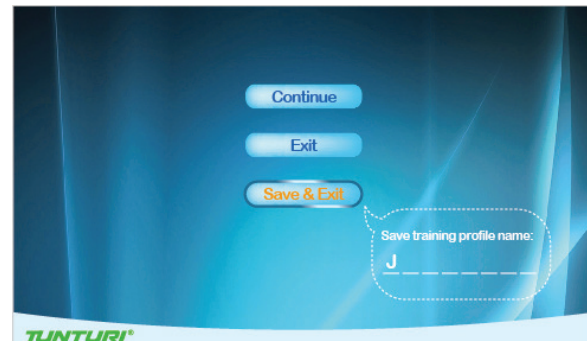 Continue
Exit
Save & Exit
Save training profile name:
J _ _ _ _ _ _ _
TUNTURI®